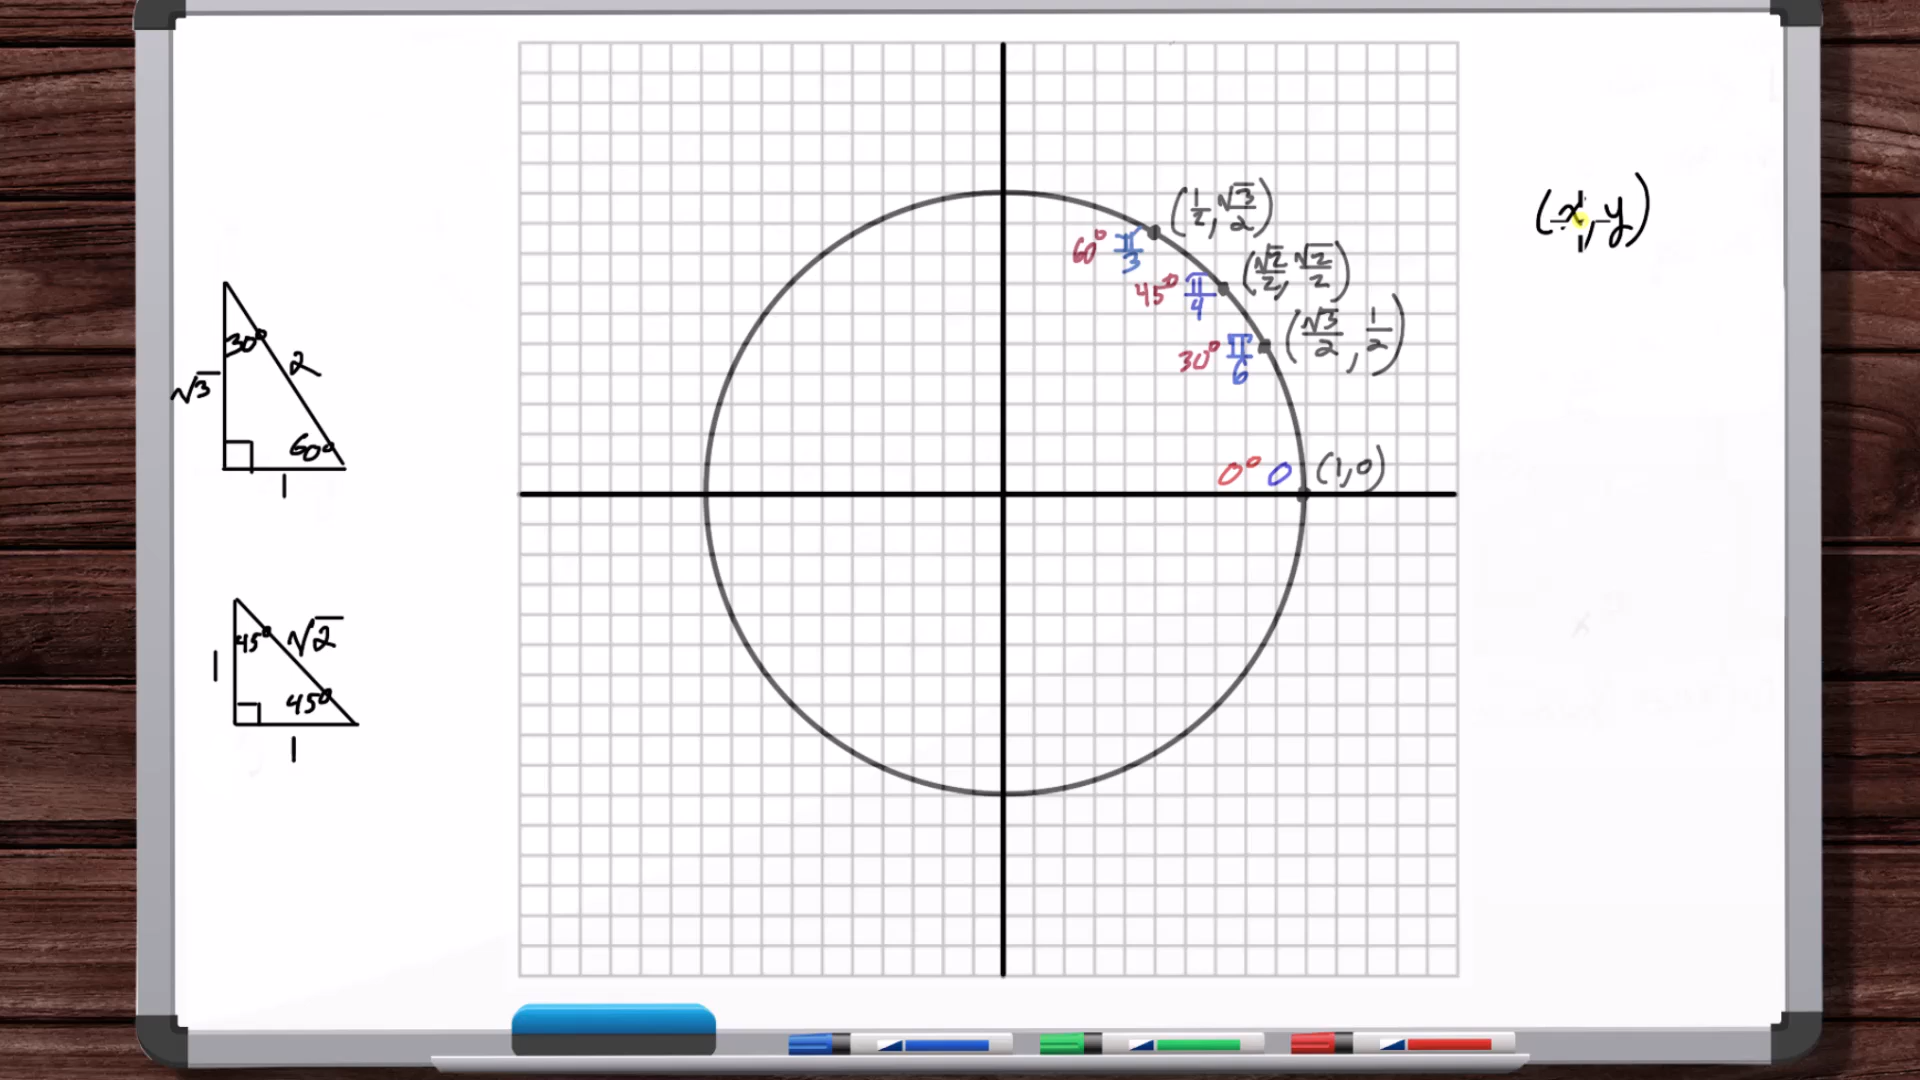 (1/2, √3/2)
(x, y)
60° π/3
(√2/2, √2/2)
45° π/4
(√3/2, 1/2)
30° π/6
0° 0 (1,0)
30°
2
√3
60°
1
45° √2
1
45°
1